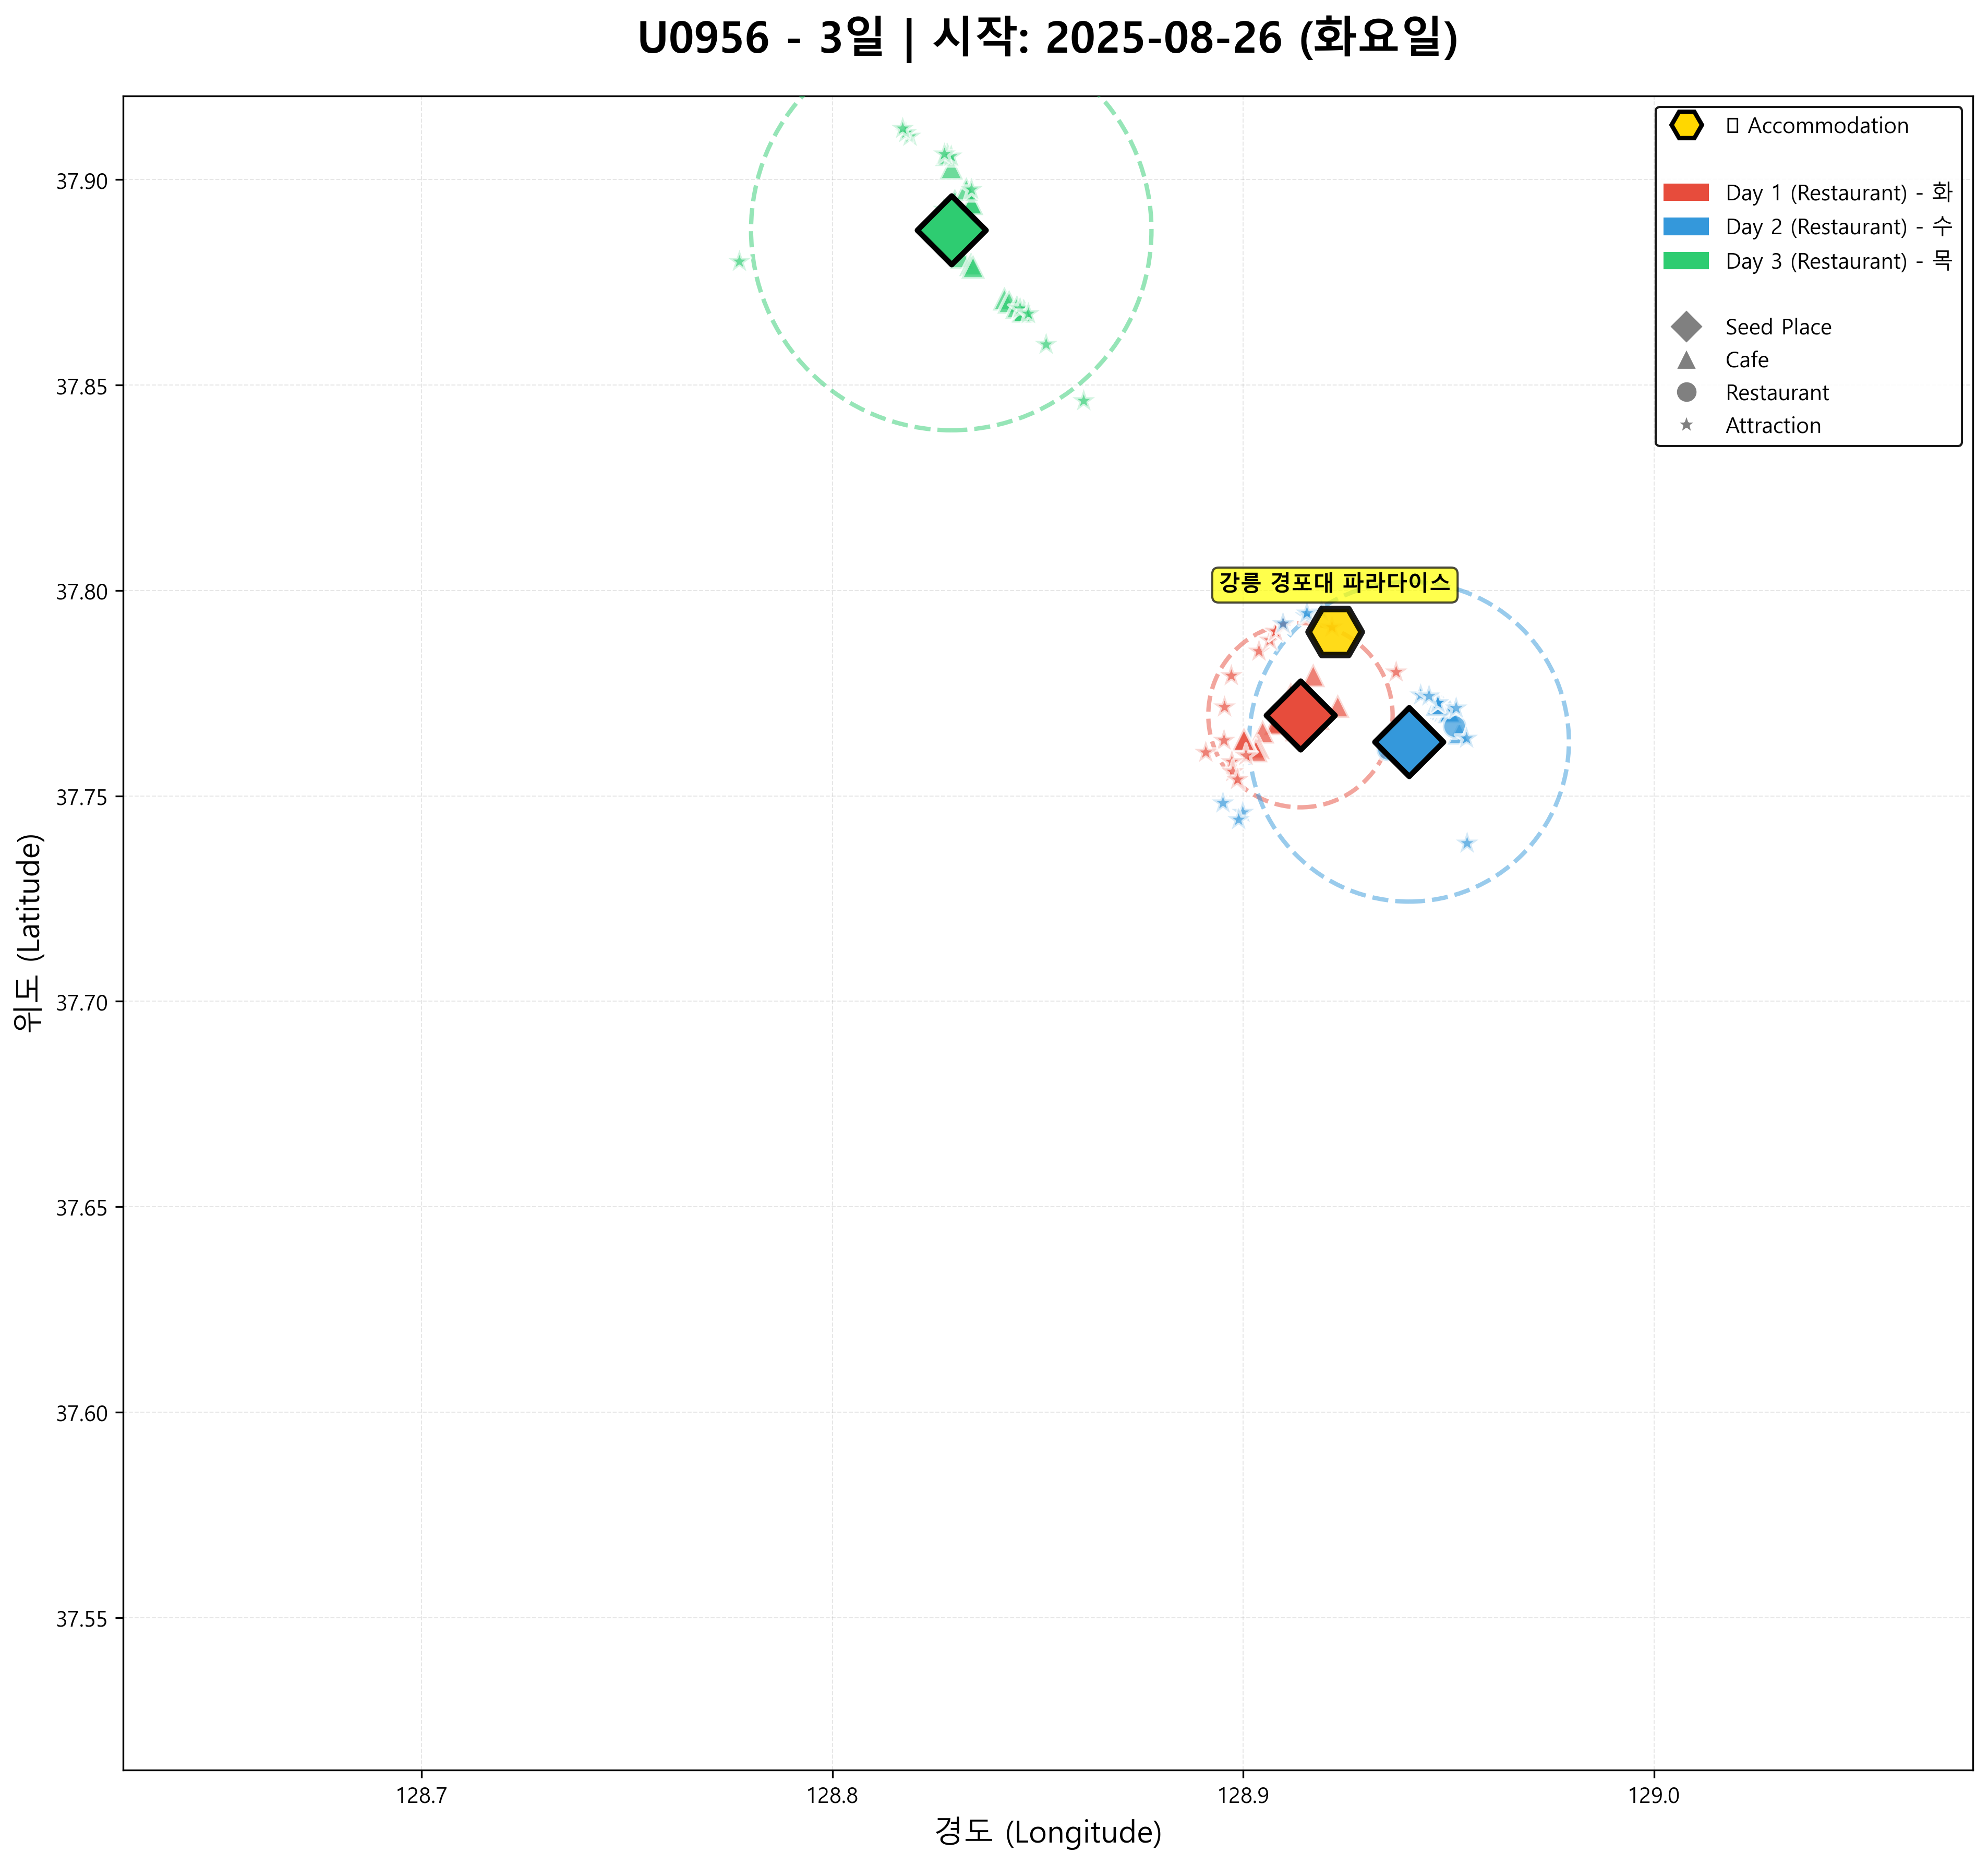 U0956 - 3일 | 시작: 2025-08-26 (화요일)
Accommodation
Day 1 (Restaurant) - 화
Day 2 (Restaurant) - 수
Day 3 (Restaurant) - 목
Seed Place
Cafe
Restaurant
Attraction
강릉 경포대 파라다이스
위도 (Latitude)
37.90
37.85
37.80
37.75
37.70
37.65
37.60
37.55
128.7
128.8
128.9
129.0
경도 (Longitude)